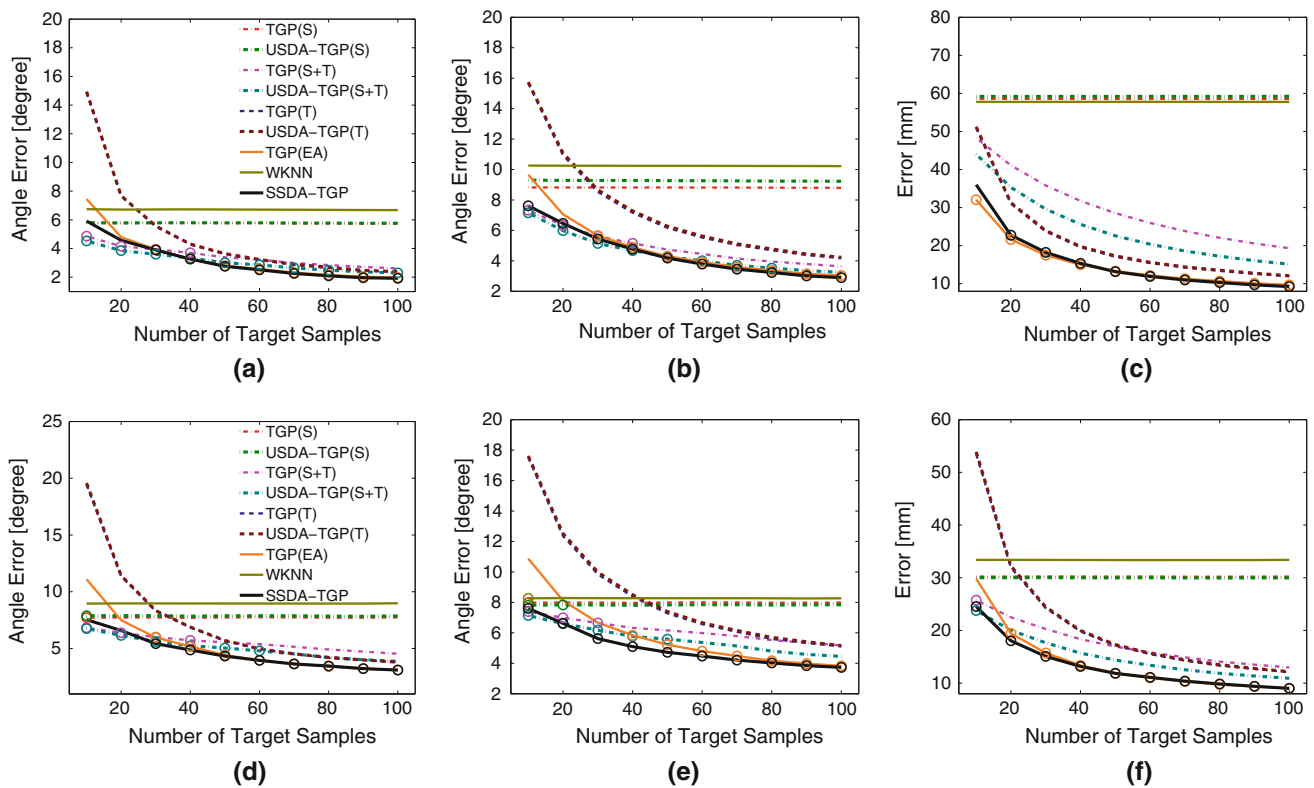 20
18
16
14
12
10
8
6
4
2
Angle Error [degree]
TGP(S)
USDA-TGP(S)
TGP(S+T)
USDA-TGP(S+T)
TGP(T)
USDA-TGP(T)
TGP(EA)
WKNN
SSDA-TGP
20 40 60 80 100
Number of Target Samples
(a)
20
18
16
14
12
10
8
6
4
2
Angle Error [degree]
20 40 60 80 100
Number of Target Samples
(b)
80
70
60
50
40
30
20
10
Error [mm]
20 40 60 80 100
Number of Target Samples
(c)
25
20
15
10
5
Angle Error [degree]
TGP(S)
USDA-TGP(S)
TGP(S+T)
USDA-TGP(S+T)
TGP(T)
USDA-TGP(T)
TGP(EA)
WKNN
SSDA-TGP
20 40 60 80 100
Number of Target Samples
(d)
20
18
16
14
12
10
8
6
4
2
Angle Error [degree]
20 40 60 80 100
Number of Target Samples
(e)
60
50
40
30
20
10
Error [mm]
20 40 60 80 100
Number of Target Samples
(f)